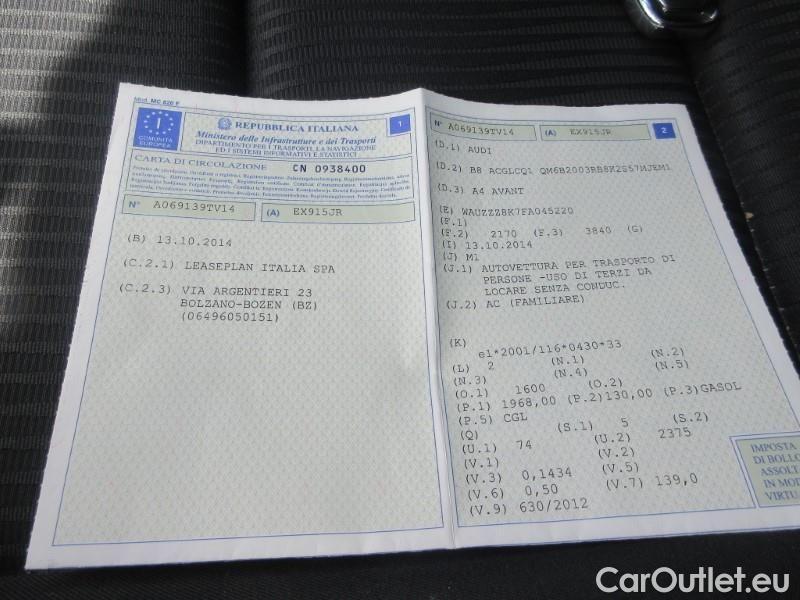 Mod. MC 820 F
I
COMUNITÀ
EUROPEA
REPUBBLICA ITALIANA
1
Ministero delle Infrastrutture e dei Trasporti
DIPARTIMENTO PER I TRASPORTI, LA NAVIGAZIONE
ED I SISTEMI INFORMATIVI E STATISTICI
CARTA DI CIRCOLAZIONE CN 0938400
N° A069139TV14 (A) EX915JR
(B) 13.10.2014
(C.2.1) LEASEPLAN ITALIA SPA
(C.2.3) VIA ARGENTIERI 23
BOLZANO-BOZEN (BZ)
(06496050151)
N° A069139TV14 (A) EX915JR 2
(D.1) AUDI
(D.2) B8 ACGLCQ1 QM6B2003RB8K2S57MJEM1
(D.3) A4 AVANT
(E) WAUZZZ8K7FA045220
(F.1)
(F.2) 2170 (F.3) 3840 (G)
(I) 13.10.2014
(J) M1
(J.1) AUTOVETTURA PER TRASPORTO DI
PERSONE -USO DI TERZI DA
LOCARE SENZA CONDUC.
(J.2) AC (FAMILIARE)
(K)
e1*2001/116*0430*33
(L) 2 (N.1) (N.2)
(N.3) (N.4) (N.5)
(O.1) 1600 (O.2)
(P.1) 1968,00 (P.2)130,00 (P.3)GASOL
(P.5) CGL
(Q) (S.1) 5 (S.2)
(U.1) 74 (U.2) 2375
(V.1) (V.2)
(V.3) 0,1434 (V.5)
(V.6) 0,50 (V.7) 139,0
(V.9) 630/2012
IMPOSTA
DI BOLLO
ASSOLT
IN MOD
VIRTU
CarOutlet.eu